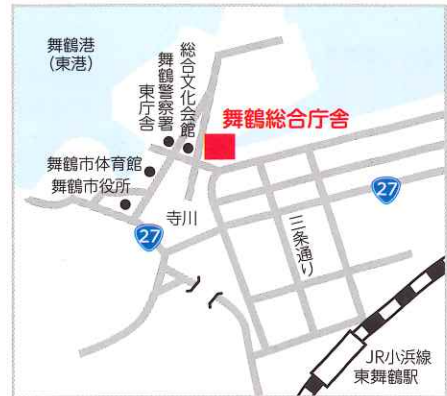 舞鶴港
(東港)
総合文化会館
舞鶴警察署
東庁舎
舞鶴総合庁舎
舞鶴市体育館
舞鶴市役所
27
27
寺川
三条通り
JR小浜線
東舞鶴駅